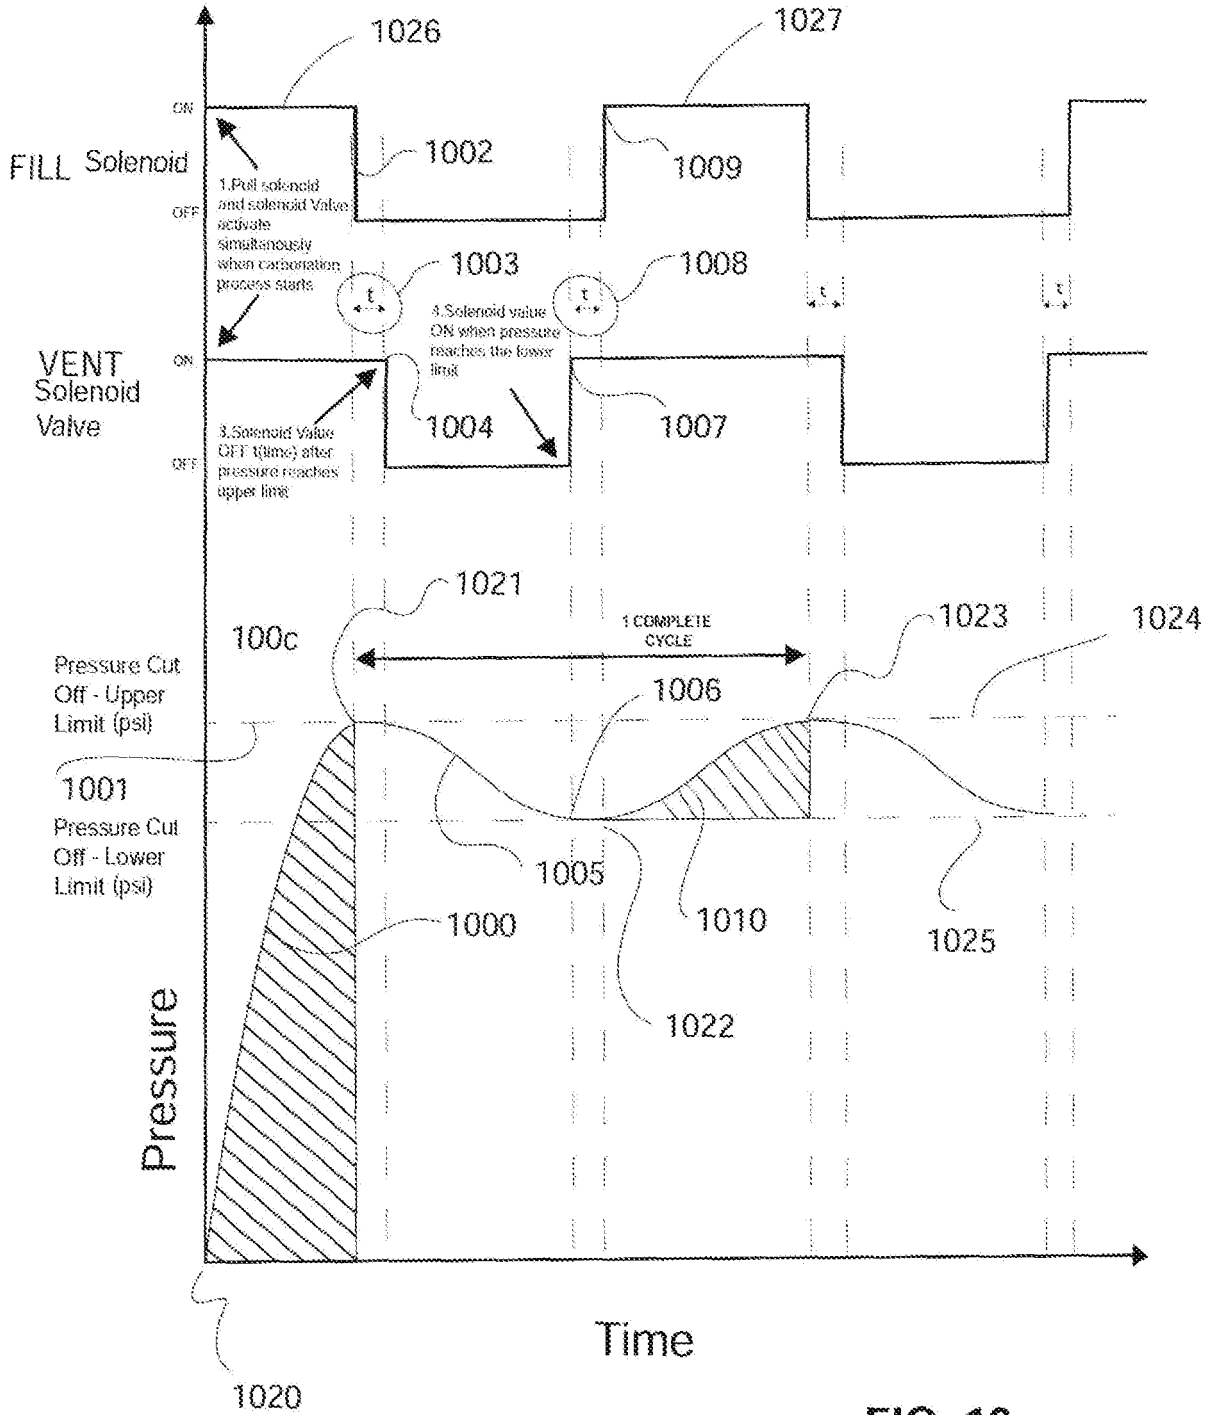 1026
1027
ON
FILL Solenoid
1002
1009
OFF
1.Pull solenoid
and solenoid Valve
activate
simultanously
when carbonation
process starts
1003
1008
t
t
t
t
4.Solenoid value
ON when pressure
reaches the lower
limit
VENT
Solenoid
Valve
ON
1004
1007
3.Solenoid Value
OFF t(time) after
pressure reaches
upper limit
OFF
1021
100c
1 COMPLETE
CYCLE
1023
1024
Pressure Cut
Off - Upper
Limit (psi)
1006
1001
Pressure Cut
Off - Lower
Limit (psi)
1005
1000
1010
1025
1022
Pressure
Time
1020